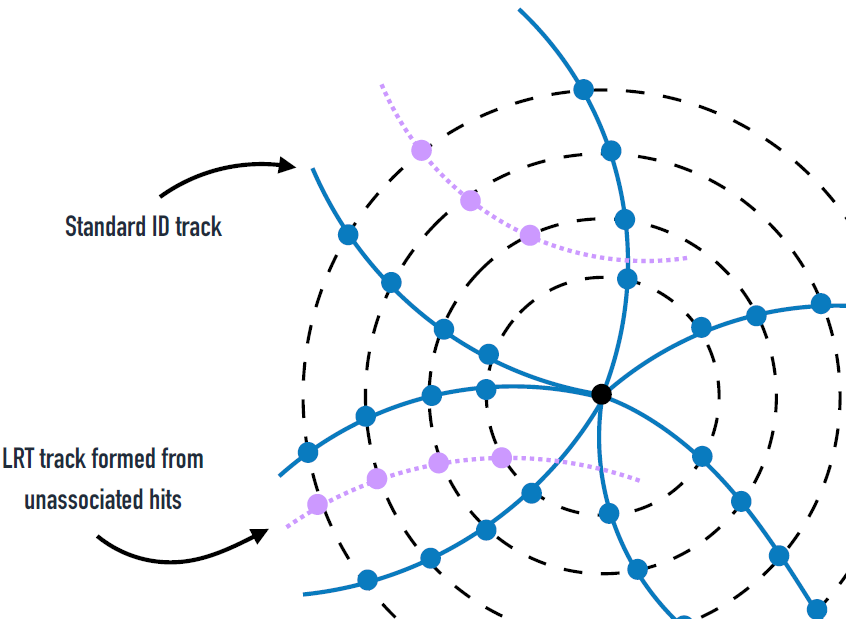 Standard ID track
LRT track formed from
unassociated hits